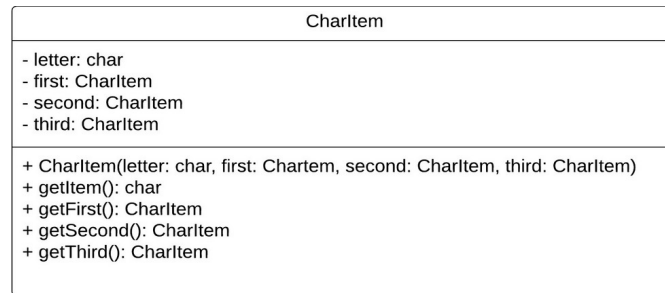 CharItem
- letter: char
- first: CharItem
- second: CharItem
- third: CharItem
+ CharItem(letter: char, first: Chartem, second: CharItem, third: CharItem)
+ getItem(): char
+ getFirst(): CharItem
+ getSecond(): CharItem
+ getThird(): CharItem